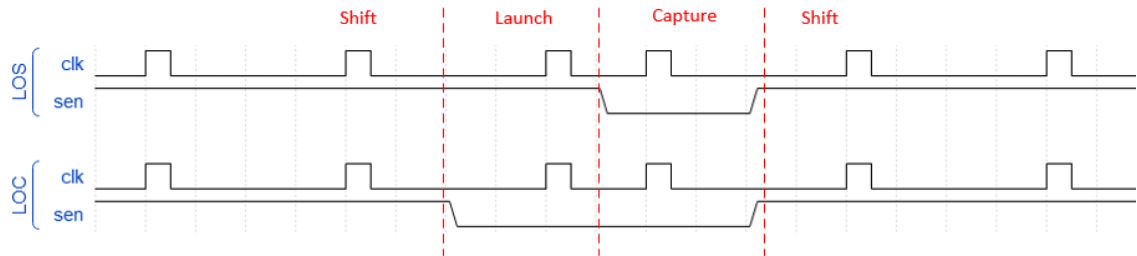 Shift Launch Capture Shift
LOS
clk
sen
LOC
clk
sen